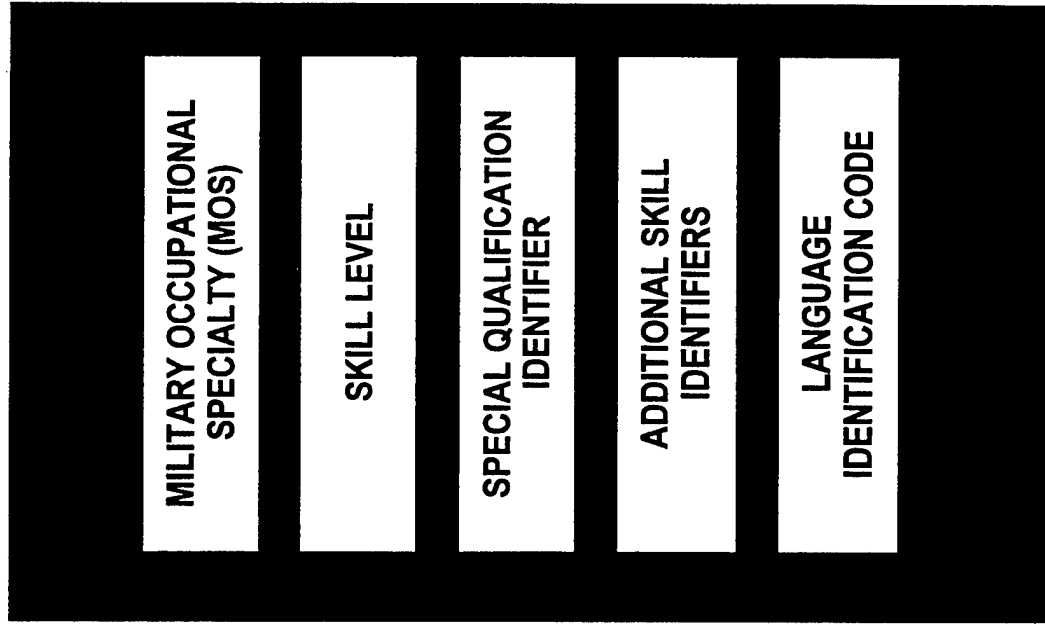 MILITARY OCCUPATIONAL
SPECIALTY (MOS)
SKILL LEVEL
SPECIAL QUALIFICATION
IDENTIFIER
ADDITIONAL SKILL
IDENTIFIERS
LANGUAGE
IDENTIFICATION CODE